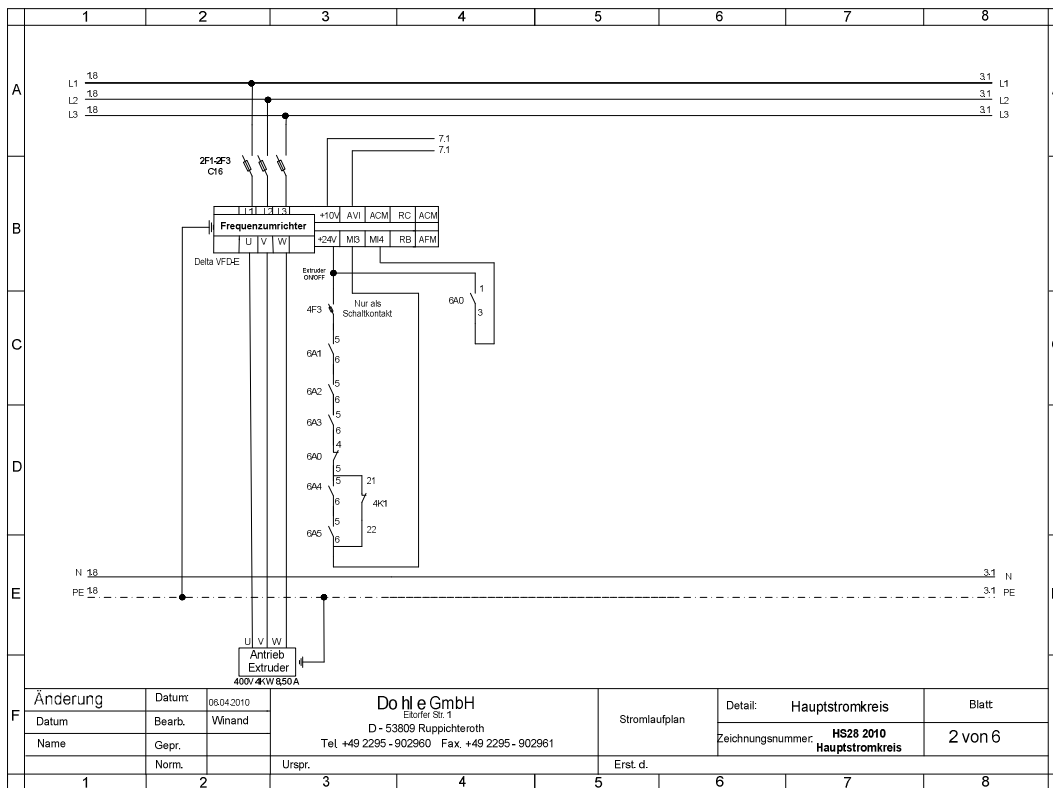 1 2 3 4 5 6 7 8
A
L1 1.8 3.1 L1
L2 1.8 3.1 L2
L3 1.8 3.1 L3
7.1
7.1
2F1-2F3
C16
B
L1 L2 L3 +10V AVI ACM RC ACM
Frequenzumrichter
U V W +24V MI3 MI4 RB AFM
Delta VFD-E
Extruder
ON/OFF
6A0 1
3
4F3
Nur als
Schaltkontakt
C
5
6A1
6
5
6A2
6
5
6A3
6
D
4
6A0
5
5 21
6A4
6 4K1
5 22
6A5
6
N 1.8 3.1 N
E
PE 1.8 3.1 PE
U V W
Antrieb
Extruder
400V 4KW 8,50A
F
Änderung Datum: 06.04.2010
Datum Bearb. Winand
Name Gepr.
Norm.
Dohle GmbH
Eitorfer Str. 1
D - 53809 Ruppichteroth
Tel. +49 2295 - 902960 Fax. +49 2295 - 902961
Urspr. Erst. d.
Stromlaufplan
Detail: Hauptstromkreis
Zeichnungsnummer: HS28 2010
Hauptstromkreis
Blatt
2 von 6
1 2 3 4 5 6 7 8